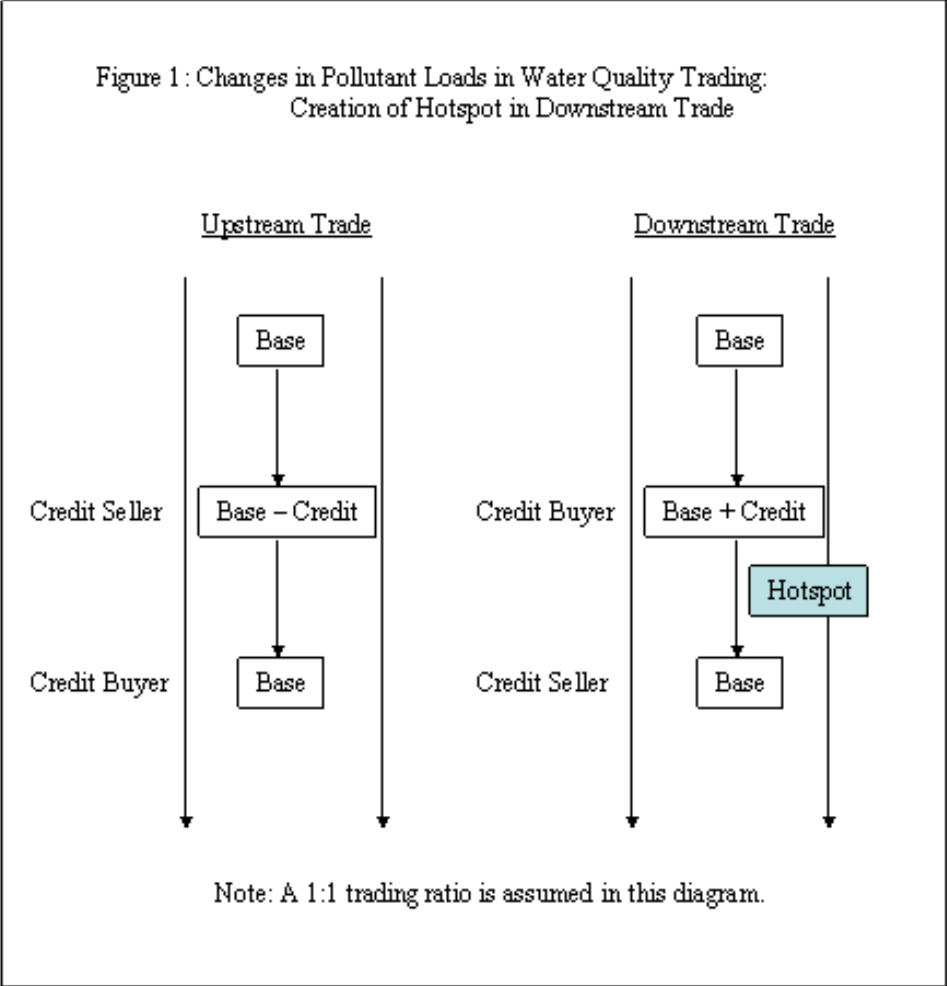 Figure 1: Changes in Pollutant Loads in Water Quality Trading:
Creation of Hotspot in Downstream Trade
Upstream Trade
Downstream Trade
Base
Base
Credit Seller
Base – Credit
Credit Buyer
Base + Credit
Hotspot
Credit Buyer
Base
Credit Seller
Base
Note: A 1:1 trading ratio is assumed in this diagram.